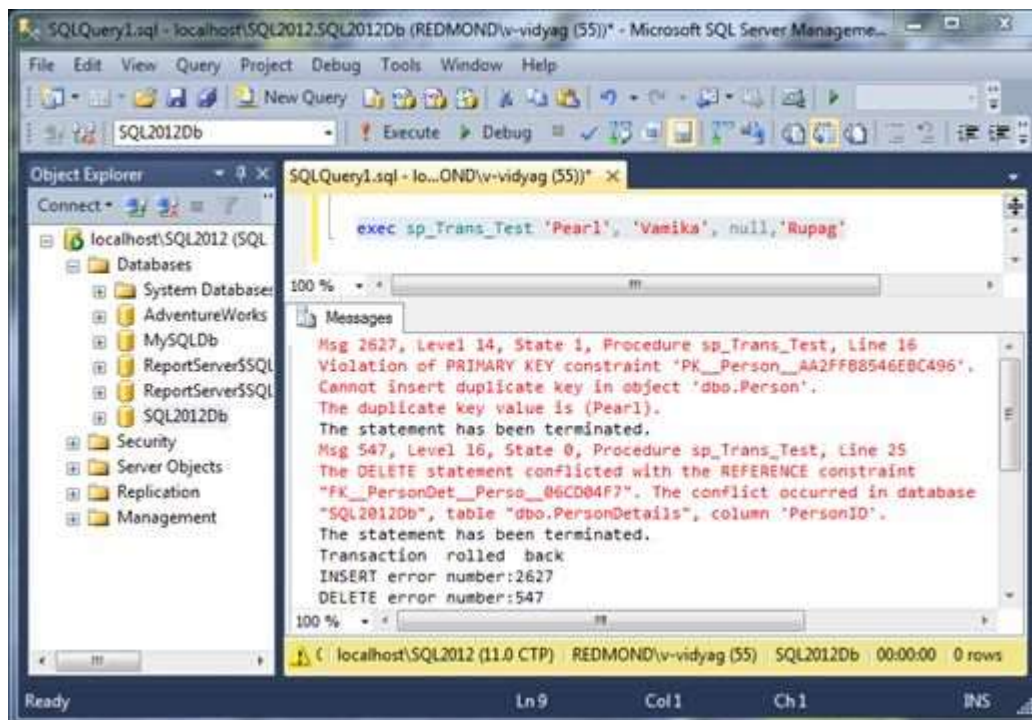 SQLQuery1.sql - localhost\SQL2012.SQL2012Db (REDMOND\v-vidyag (55))* - Microsoft SQL Server Manageme...
File Edit View Query Project Debug Tools Window Help
New Query
SQL2012Db Execute Debug
Object Explorer
Connect
localhost\SQL2012 (SQL
Databases
System Databases
AdventureWorks
MySQLDb
ReportServer$SQL
ReportServer$SQL
SQL2012Db
Security
Server Objects
Replication
Management
SQLQuery1.sql - lo...OND\v-vidyag (55))*
exec sp_Trans_Test 'Pearl', 'Vamika', null,'Rupag'
100 %
Messages
Msg 2627, Level 14, State 1, Procedure sp_Trans_Test, Line 16
Violation of PRIMARY KEY constraint 'PK__Person__AA2FFB8546EBC496'.
Cannot insert duplicate key in object 'dbo.Person'.
The duplicate key value is (Pearl).
The statement has been terminated.
Msg 547, Level 16, State 0, Procedure sp_Trans_Test, Line 25
The DELETE statement conflicted with the REFERENCE constraint
"FK__PersonDet__Perso__06CD04F7". The conflict occurred in database
"SQL2012Db", table "dbo.PersonDetails", column 'PersonID'.
The statement has been terminated.
Transaction rolled back
INSERT error number:2627
DELETE error number:547
100 %
localhost\SQL2012 (11.0 CTP) REDMOND\v-vidyag (55) SQL2012Db 00:00:00 0 rows
Ready Ln 9 Col 1 Ch 1 INS